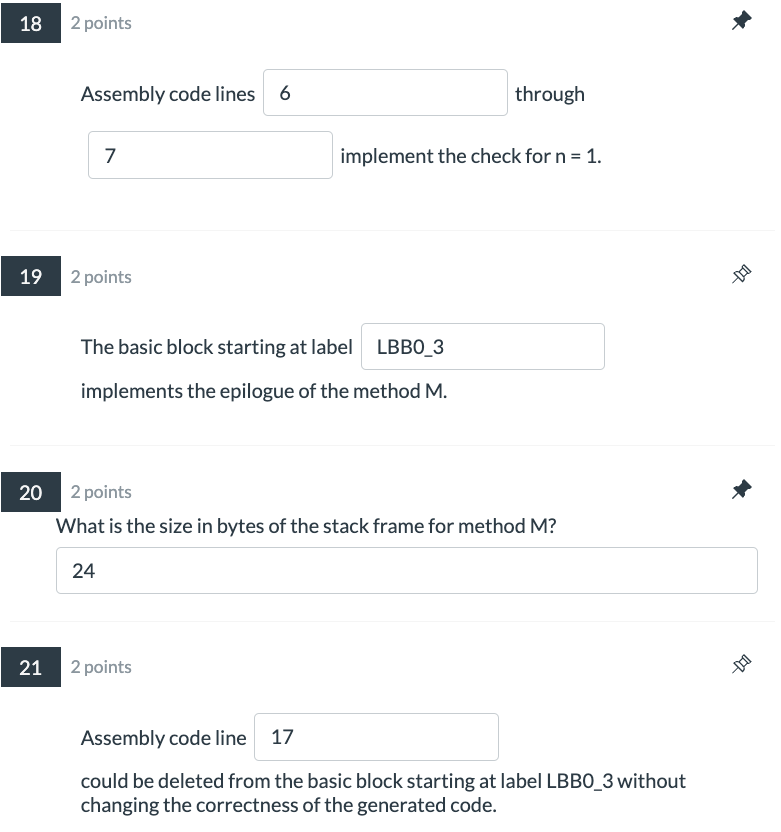 18 2 points
Assembly code lines 6 through
7 implement the check for n = 1.
19 2 points
The basic block starting at label LBB0_3
implements the epilogue of the method M.
20 2 points
What is the size in bytes of the stack frame for method M?
24
21 2 points
Assembly code line 17
could be deleted from the basic block starting at label LBB0_3 without
changing the correctness of the generated code.